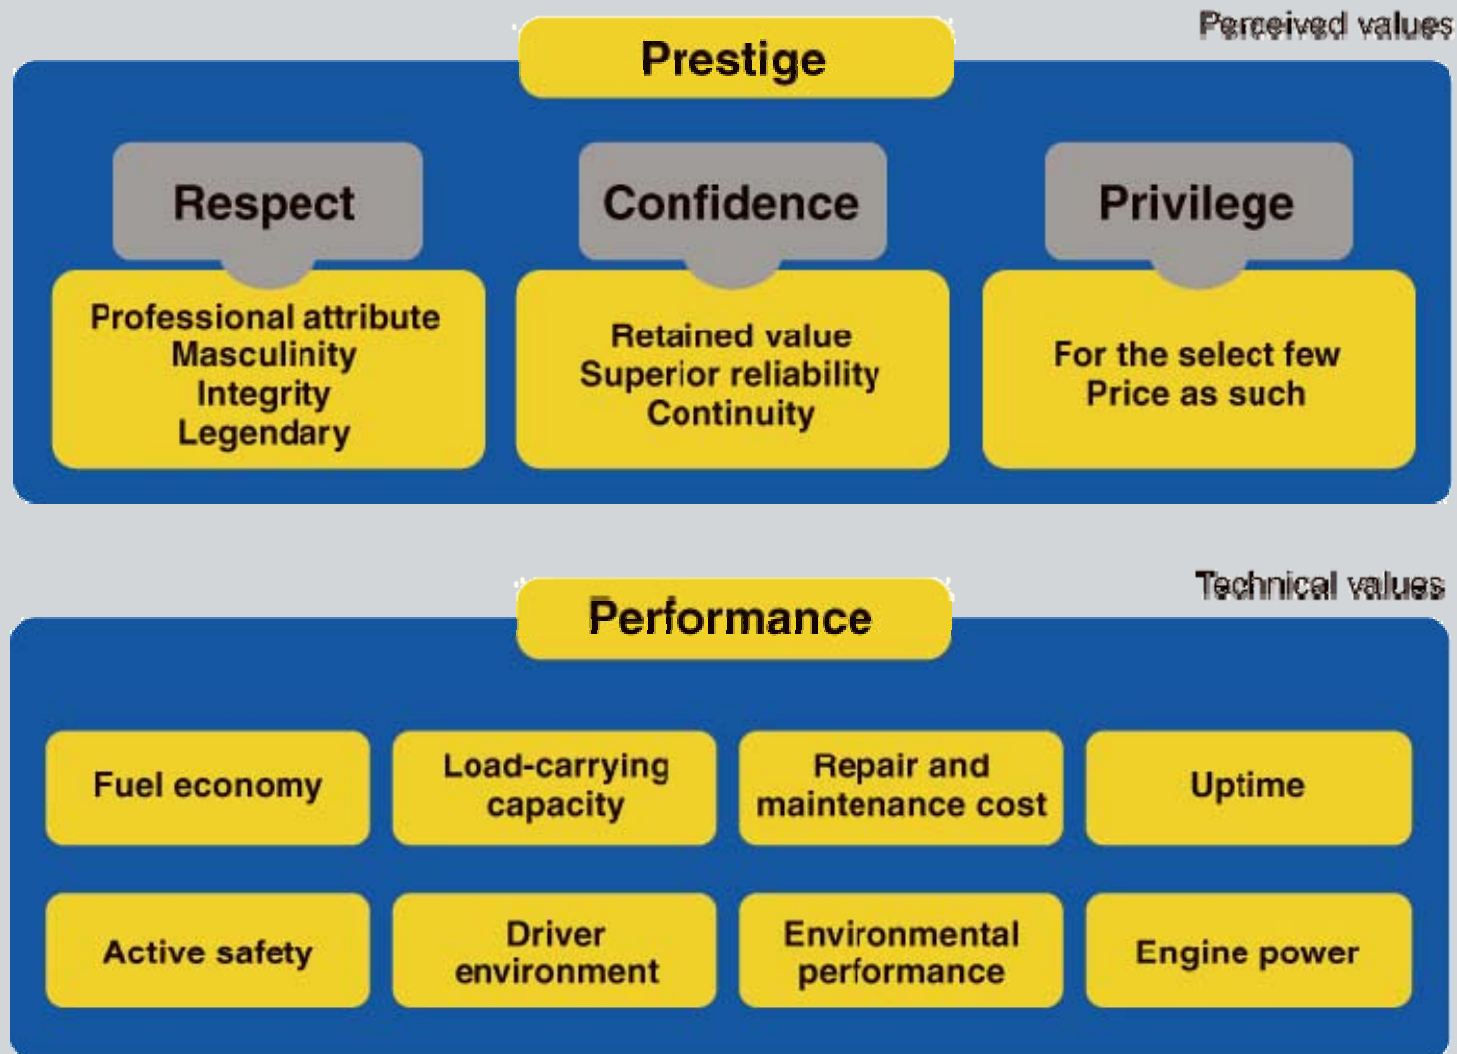 Perceived values
Prestige
Respect
Confidence
Privilege
Professional attribute
Masculinity
Integrity
Legendary
Retained value
Superior reliability
Continuity
For the select few
Price as such
Technical values
Performance
Fuel economy
Load-carrying
capacity
Repair and
maintenance cost
Uptime
Active safety
Driver
environment
Environmental
performance
Engine power